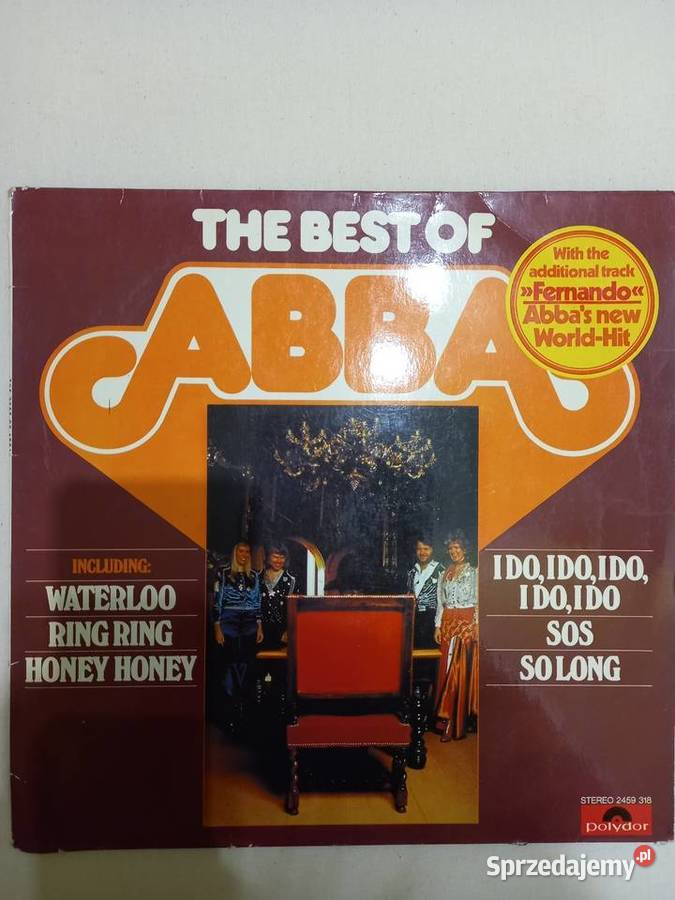 THE BEST OF
ABBA
With the
additional track
»Fernando«
Abba's new
World-Hit
INCLUDING:
WATERLOO
RING RING
HONEY HONEY
I DO, I DO, I DO,
I DO, I DO
SOS
SO LONG
STEREO 2459 318
polydor
Sprzedajemy.pl